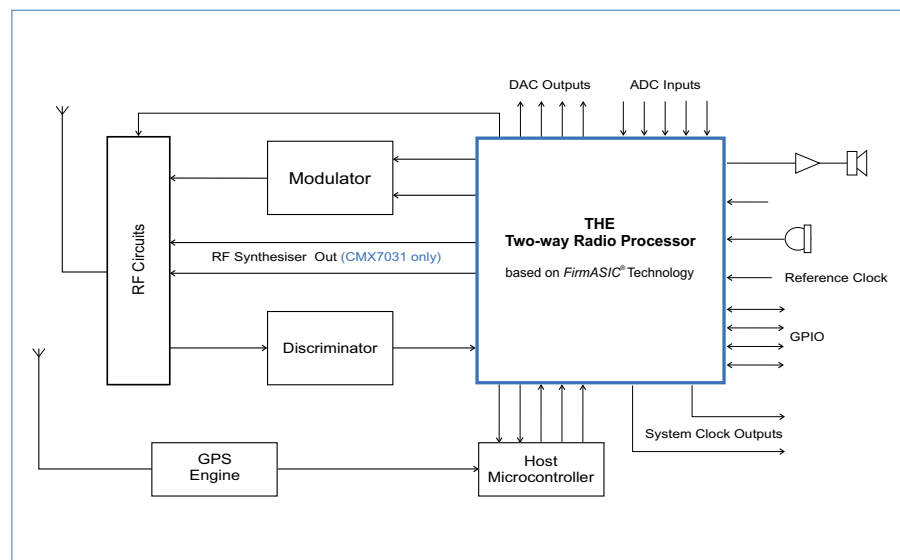 DAC Outputs
ADC Inputs
Modulator
THE
Two-way Radio Processor
based on FirmASIC® Technology
RF Circuits
RF Synthesiser Out (CMX7031 only)
Reference Clock
Discriminator
GPIO
System Clock Outputs
GPS
Engine
Host
Microcontroller